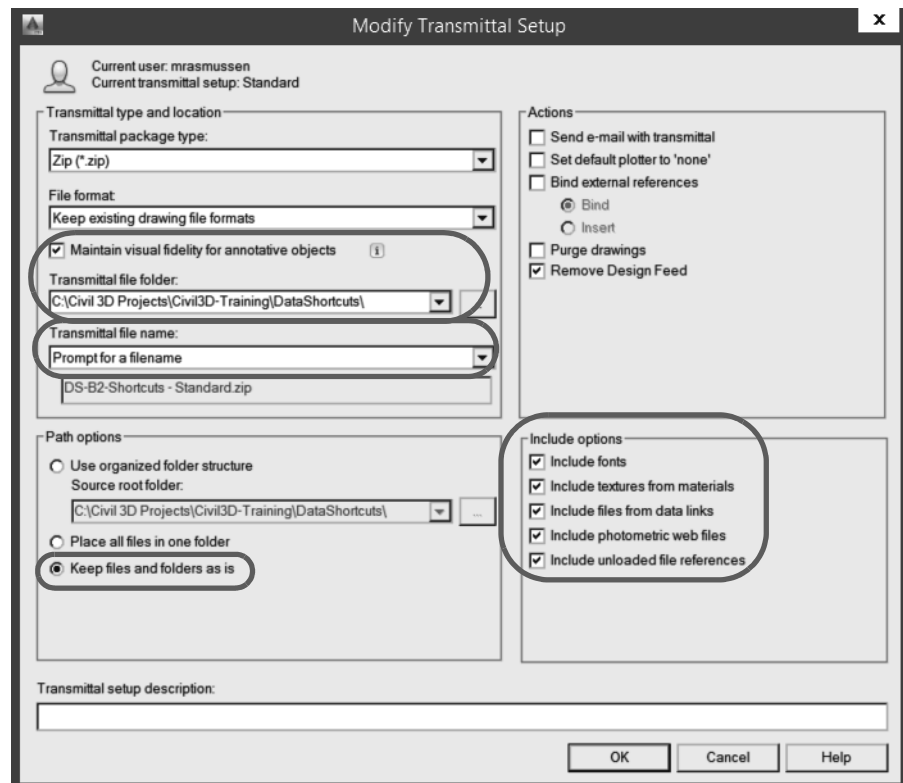 Modify Transmittal Setup
x
Current user: mrasmussen
Current transmittal setup: Standard
Transmittal type and location
Transmittal package type:
Zip (*.zip)
File format:
Keep existing drawing file formats
Maintain visual fidelity for annotative objects
Transmittal file folder:
C:\Civil 3D Projects\Civil3D-Training\DataShortcuts\
...
Transmittal file name:
Prompt for a filename
DS-B2-Shortcuts - Standard.zip
Actions
Send e-mail with transmittal
Set default plotter to 'none'
Bind external references
Bind
Insert
Purge drawings
Remove Design Feed
Path options
Use organized folder structure
Source root folder:
C:\Civil 3D Projects\Civil3D-Training\DataShortcuts\
...
Place all files in one folder
Keep files and folders as is
Include options
Include fonts
Include textures from materials
Include files from data links
Include photometric web files
Include unloaded file references
Transmittal setup description:
OK
Cancel
Help